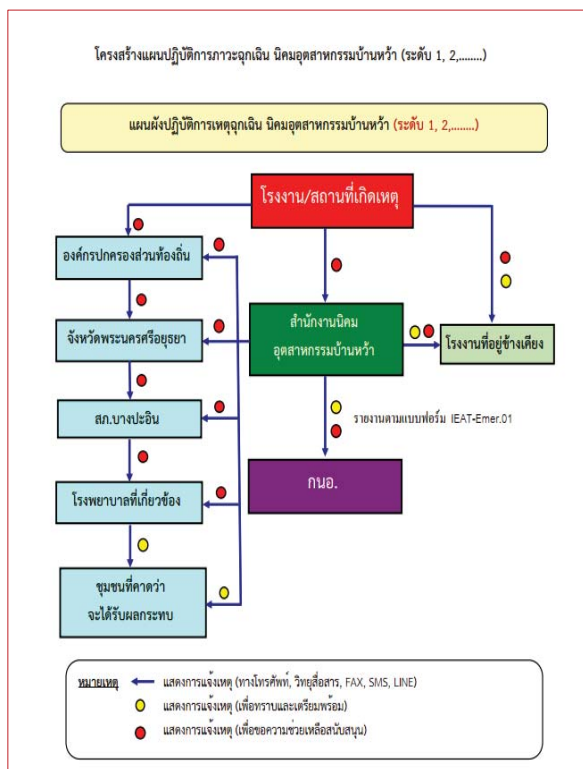 โครงสร้างแผนปฏิบัติการภาวะฉุกเฉิน นิคมอุตสาหกรรมบ้านหว้า (ระดับ 1, 2,........)
แผนผังปฏิบัติการเหตุฉุกเฉิน นิคมอุตสาหกรรมบ้านหว้า (ระดับ 1, 2,........)
โรงงาน/สถานที่เกิดเหตุ
องค์กรปกครองส่วนท้องถิ่น
จังหวัดพระนครศรีอยุธยา
สำนักงานนิคม
อุตสาหกรรมบ้านหว้า
โรงงานที่อยู่ข้างเคียง
สภ.บางปะอิน
รายงานตามแบบฟอร์ม IEAT-Emer.01
กนอ.
โรงพยาบาลที่เกี่ยวข้อง
ชุมชนที่คาดว่า
จะได้รับผลกระทบ
หมายเหตุ แสดงการแจ้งเหตุ (ทางโทรศัพท์, วิทยุสื่อสาร, FAX, SMS, LINE)
แสดงการแจ้งเหตุ (เพื่อทราบและเตรียมพร้อม)
แสดงการแจ้งเหตุ (เพื่อขอความช่วยเหลือสนับสนุน)